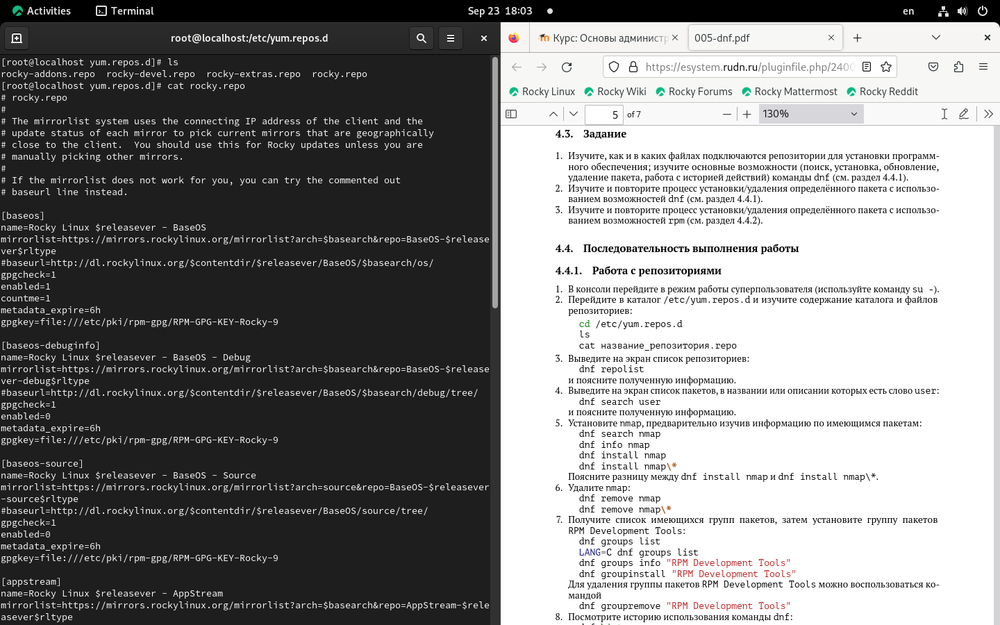 Activities
Terminal
Sep 23 18:03
en
root@localhost:/etc/yum.repos.d
[root@localhost yum.repos.d]# ls
rocky-addons.repo  rocky-devel.repo  rocky-extras.repo  rocky.repo
[root@localhost yum.repos.d]# cat rocky.repo
# rocky.repo
#
# The mirrorlist system uses the connecting IP address of the client and the
# update status of each mirror to pick current mirrors that are geographically
# close to the client.  You should use this for Rocky updates unless you are
# manually picking other mirrors.
#
# If the mirrorlist does not work for you, you can try the commented out
# baseurl line instead.
[baseos]
name=Rocky Linux $releasever - BaseOS
mirrorlist=https://mirrors.rockylinux.org/mirrorlist?arch=$basearch&repo=BaseOS-$release
ver$rltype
#baseurl=http://dl.rockylinux.org/$contentdir/$releasever/BaseOS/$basearch/os/
gpgcheck=1
enabled=1
countme=1
metadata_expire=6h
gpgkey=file:///etc/pki/rpm-gpg/RPM-GPG-KEY-Rocky-9
[baseos-debuginfo]
name=Rocky Linux $releasever - BaseOS - Debug
mirrorlist=https://mirrors.rockylinux.org/mirrorlist?arch=$basearch&repo=BaseOS-$release
ver-debug$rltype
#baseurl=http://dl.rockylinux.org/$contentdir/$releasever/BaseOS/$basearch/debug/tree/
gpgcheck=1
enabled=0
metadata_expire=6h
gpgkey=file:///etc/pki/rpm-gpg/RPM-GPG-KEY-Rocky-9
[baseos-source]
name=Rocky Linux $releasever - BaseOS - Source
mirrorlist=https://mirrors.rockylinux.org/mirrorlist?arch=source&repo=BaseOS-$releasever
-source$rltype
#baseurl=http://dl.rockylinux.org/$contentdir/$releasever/BaseOS/source/tree/
gpgcheck=1
enabled=0
metadata_expire=6h
gpgkey=file:///etc/pki/rpm-gpg/RPM-GPG-KEY-Rocky-9
[appstream]
name=Rocky Linux $releasever - AppStream
mirrorlist=https://mirrors.rockylinux.org/mirrorlist?arch=$basearch&repo=AppStream-$rele
asever$rltype
Курс: Основы администр
005-dnf.pdf
https://esystem.rudn.ru/pluginfile.php/2400
Rocky Linux
Rocky Wiki
Rocky Forums
Rocky Mattermost
Rocky Reddit
5 of 7
130%
4.3. Задание
1. Изучите, как и в каких файлах подключаются репозитории для установки программ-
ного обеспечения; изучите основные возможности (поиск, установка, обновление,
удаление пакета, работа с историей действий) команды dnf (см. раздел 4.4.1).
2. Изучите и повторите процесс установки/удаления определённого пакета с использо-
ванием возможностей dnf (см. раздел 4.4.1).
3. Изучите и повторите процесс установки/удаления определённого пакета с использо-
ванием возможностей rpm (см. раздел 4.4.2).
4.4. Последовательность выполнения работы
4.4.1. Работа с репозиториями
1. В консоли перейдите в режим работы суперпользователя (используйте команду su -).
2. Перейдите в каталог /etc/yum.repos.d и изучите содержание каталога и файлов
репозиториев:
cd /etc/yum.repos.d
ls
cat название_репозитория.repo
3. Выведите на экран список репозиториев:
dnf repolist
и поясните полученную информацию.
4. Выведите на экран список пакетов, в названии или описании которых есть слово user:
dnf search user
и поясните полученную информацию.
5. Установите nmap, предварительно изучив информацию по имеющимся пакетам:
dnf search nmap
dnf info nmap
dnf install nmap
dnf install nmap\*
Поясните разницу между dnf install nmap и dnf install nmap\*.
6. Удалите nmap:
dnf remove nmap
dnf remove nmap\*
7. Получите список имеющихся групп пакетов, затем установите группу пакетов
RPM Development Tools:
dnf groups list
LANG=C dnf groups list
dnf groups info "RPM Development Tools"
dnf groupinstall "RPM Development Tools"
Для удаления группы пакетов RPM Development Tools можно воспользоваться ко-
мандой
dnf groupremove "RPM Development Tools"
8. Посмотрите историю использования команды dnf: